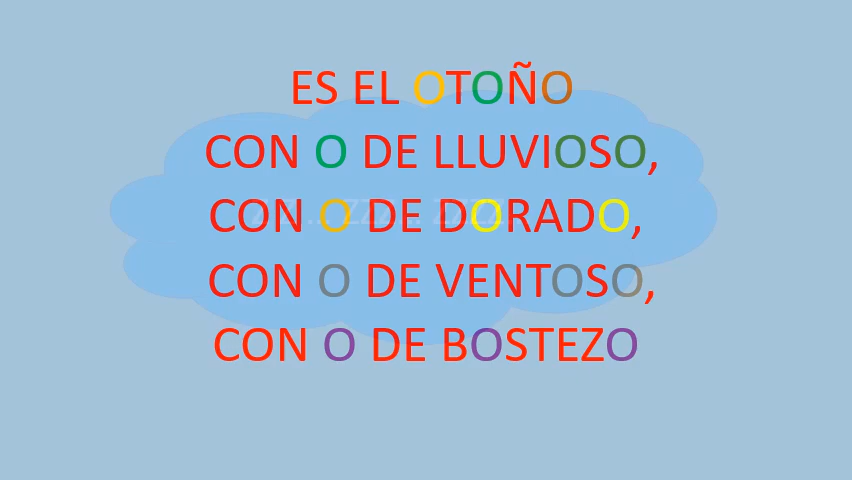 ES EL OTOÑO
CON O DE LLUVIOSO,
CON O DE DORADO,
CON O DE VENTOSO,
CON O DE BOSTEZO